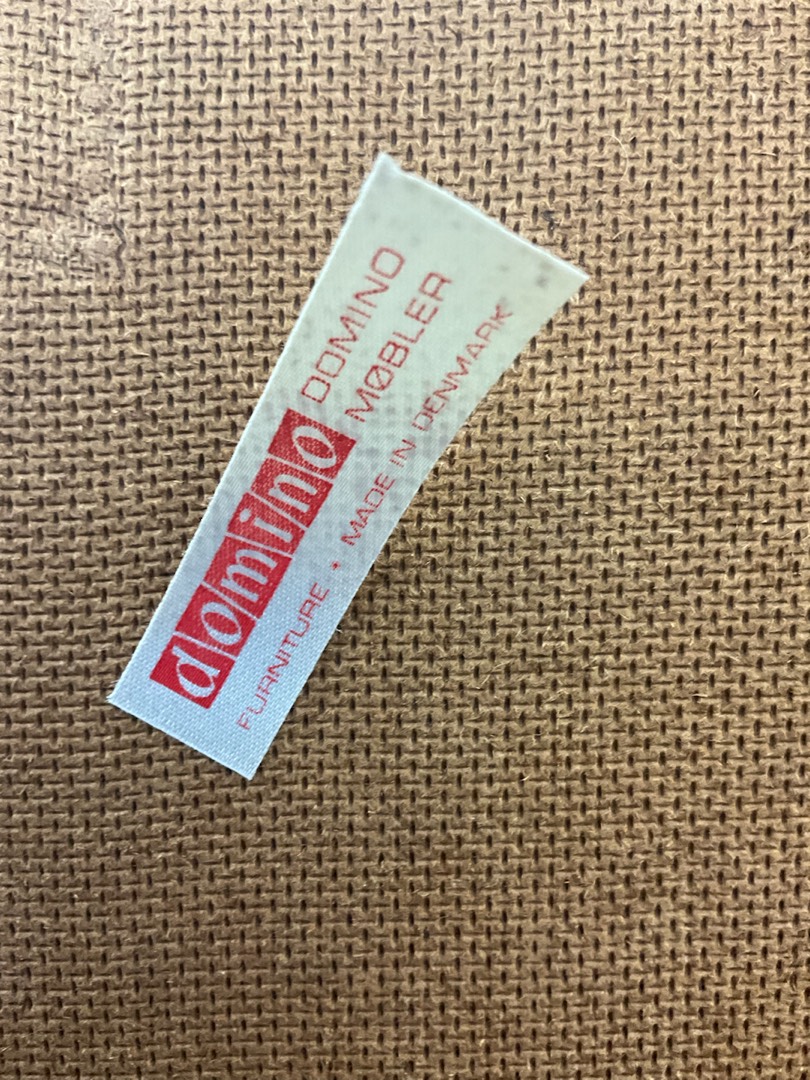 domino DOMINO
MØBLER
FURNITURE • MADE IN DENMARK